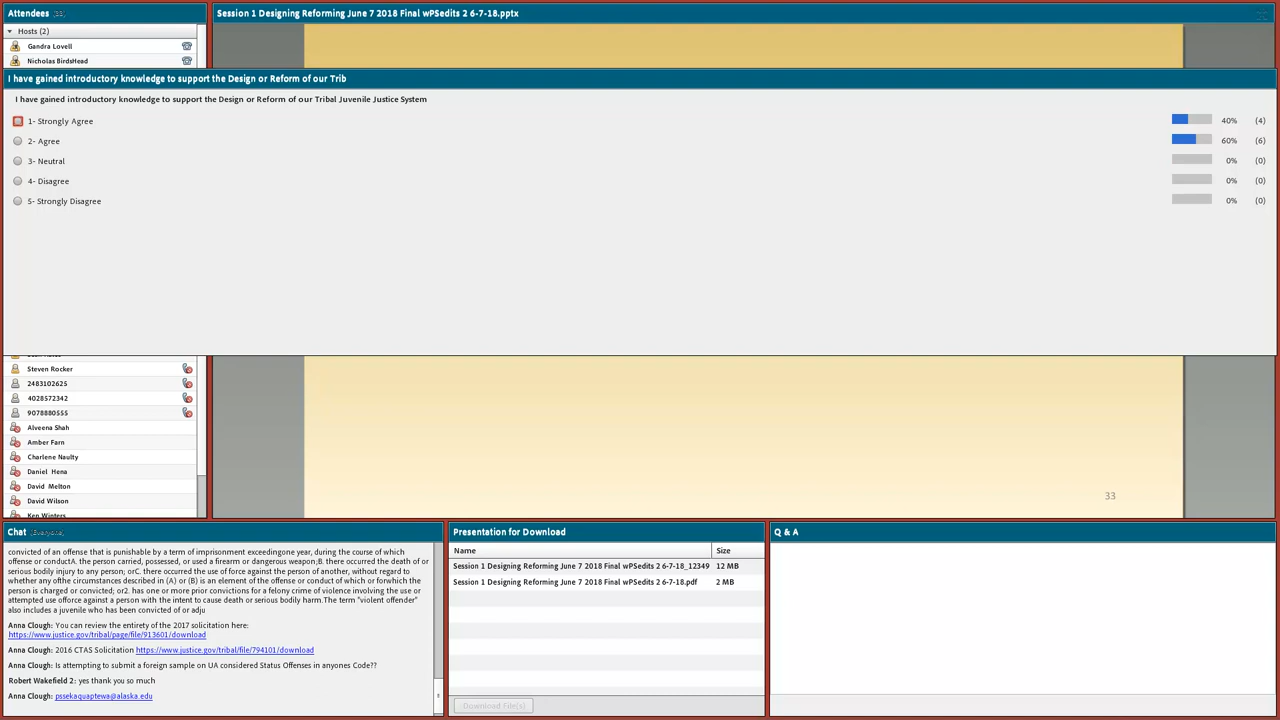 Attendees (33)
Session 1 Designing Reforming June 7 2018 Final wPSedits 2 6-7-18.pptx
Hosts (2)
Gandra Lovell
Nicholas BirdsHead
I have gained introductory knowledge to support the Design or Reform of our Trib
I have gained introductory knowledge to support the Design or Reform of our Tribal Juvenile Justice System
1- Strongly Agree 40% (4)
2- Agree 60% (6)
3- Neutral 0% (0)
4- Disagree 0% (0)
5- Strongly Disagree 0% (0)
Steven Rocker
2483102625
4028572342
9078880555
Alveena Shah
Amber Farn
Charlene Naulty
Daniel Hena
David Melton
David Wilson
Ken Winters
33
Chat (Everyone)
convicted of an offense that is punishable by a term of imprisonment exceedingone year, during the course of which
offense or conductA. the person carried, possessed, or used a firearm or dangerous weapon;B. there occurred the death of or
serious bodily injury to any person; orC. there occurred the use of force against the person of another, without regard to
whether any ofthe circumstances described in (A) or (B) is an element of the offense or conduct of which or forwhich the
person is charged or convicted; or2. has one or more prior convictions for a felony crime of violence involving the use or
attempted use offorce against a person with the intent to cause death or serious bodily harm.The term "violent offender"
also includes a juvenile who has been convicted of or adju
Anna Clough: You can review the entirety of the 2017 solicitation here:
https://www.justice.gov/tribal/page/file/913601/download
Anna Clough: 2016 CTAS Solicitation https://www.justice.gov/tribal/file/794101/download
Anna Clough: Is attempting to submit a foreign sample on UA considered Status Offenses in anyones Code??
Robert Wakefield 2: yes thank you so much
Anna Clough: pssekaquaptewa@alaska.edu
Presentation for Download
Name Size
Session 1 Designing Reforming June 7 2018 Final wPSedits 2 6-7-18_12349 12 MB
Session 1 Designing Reforming June 7 2018 Final wPSedits 2 6-7-18.pdf 2 MB
Download File(s)
Q & A